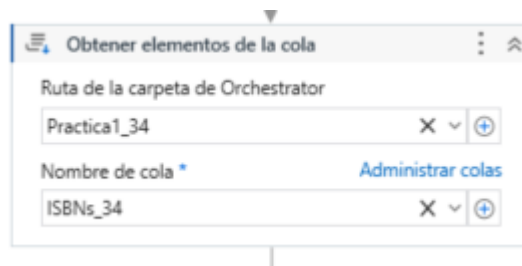 Obtener elementos de la cola
Ruta de la carpeta de Orchestrator
Practica1_34
Nombre de cola * Administrar colas
ISBNs_34